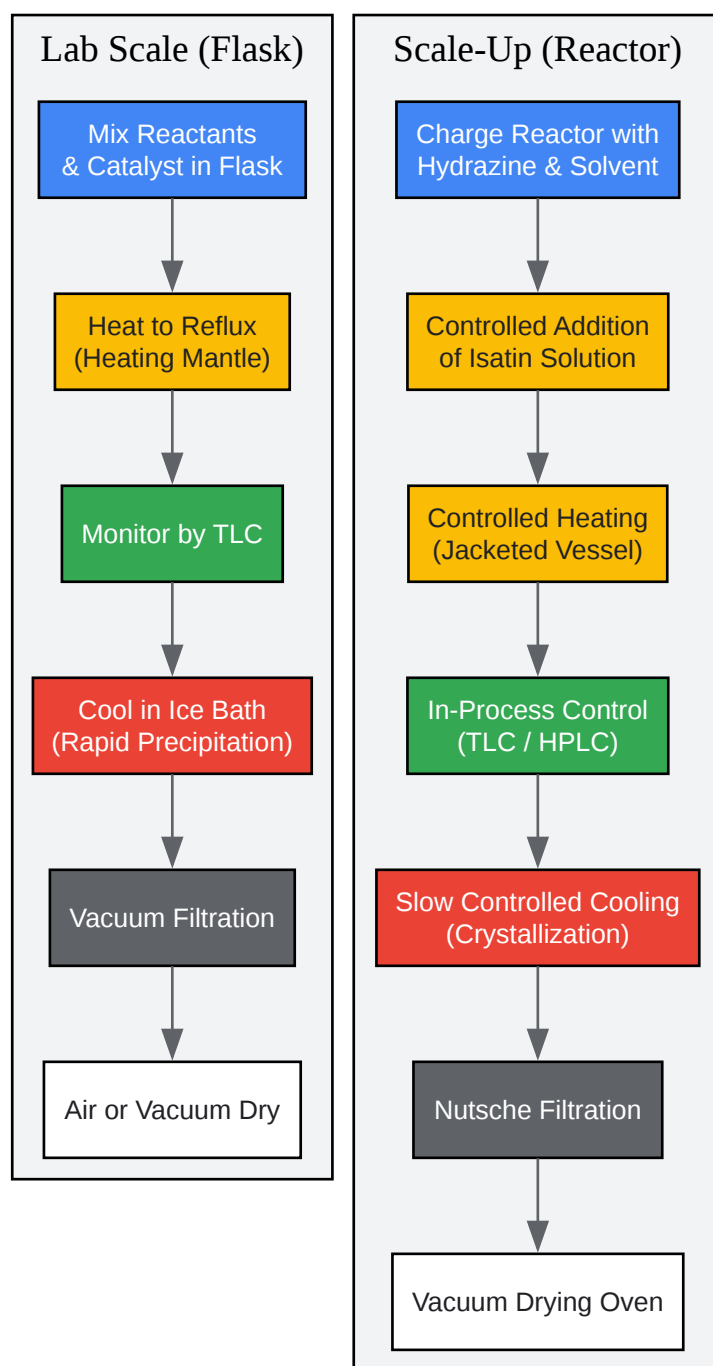 Lab Scale (Flask)
Mix Reactants
& Catalyst in Flask
Heat to Reflux
(Heating Mantle)
Monitor by TLC
Cool in Ice Bath
(Rapid Precipitation)
Vacuum Filtration
Air or Vacuum Dry
Scale-Up (Reactor)
Charge Reactor with
Hydrazine & Solvent
Controlled Addition
of Isatin Solution
Controlled Heating
(Jacketed Vessel)
In-Process Control
(TLC / HPLC)
Slow Controlled Cooling
(Crystallization)
Nutsche Filtration
Vacuum Drying Oven